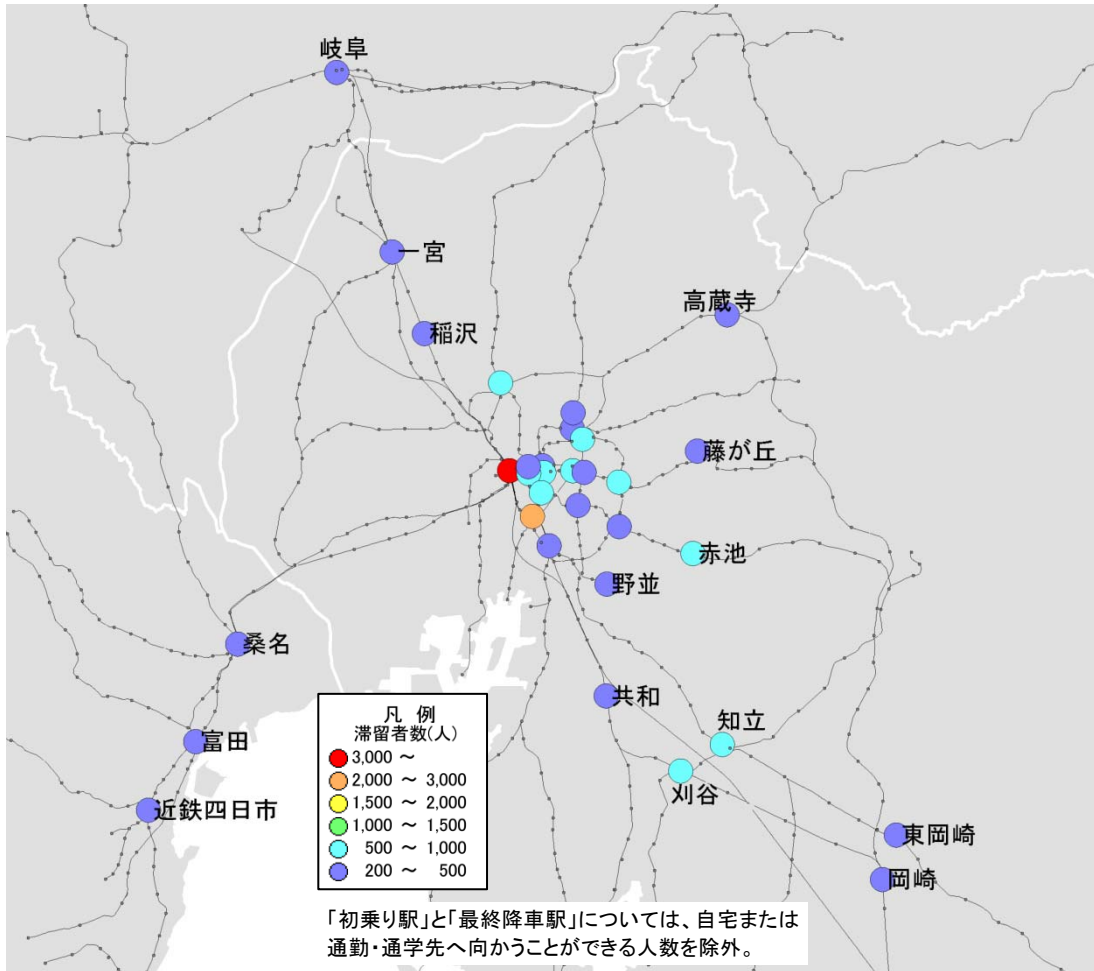 岐阜
一宮
高蔵寺
稲沢
藤が丘
赤池
野並
桑名
共和
知立
富田
刈谷
近鉄四日市
東岡崎
岡崎
凡 例
滞留者数(人)
3,000 ~
2,000 ~ 3,000
1,500 ~ 2,000
1,000 ~ 1,500
500 ~ 1,000
200 ~ 500
「初乗り駅」と「最終降車駅」については、自宅または
通勤・通学先へ向かうことができる人数を除外。